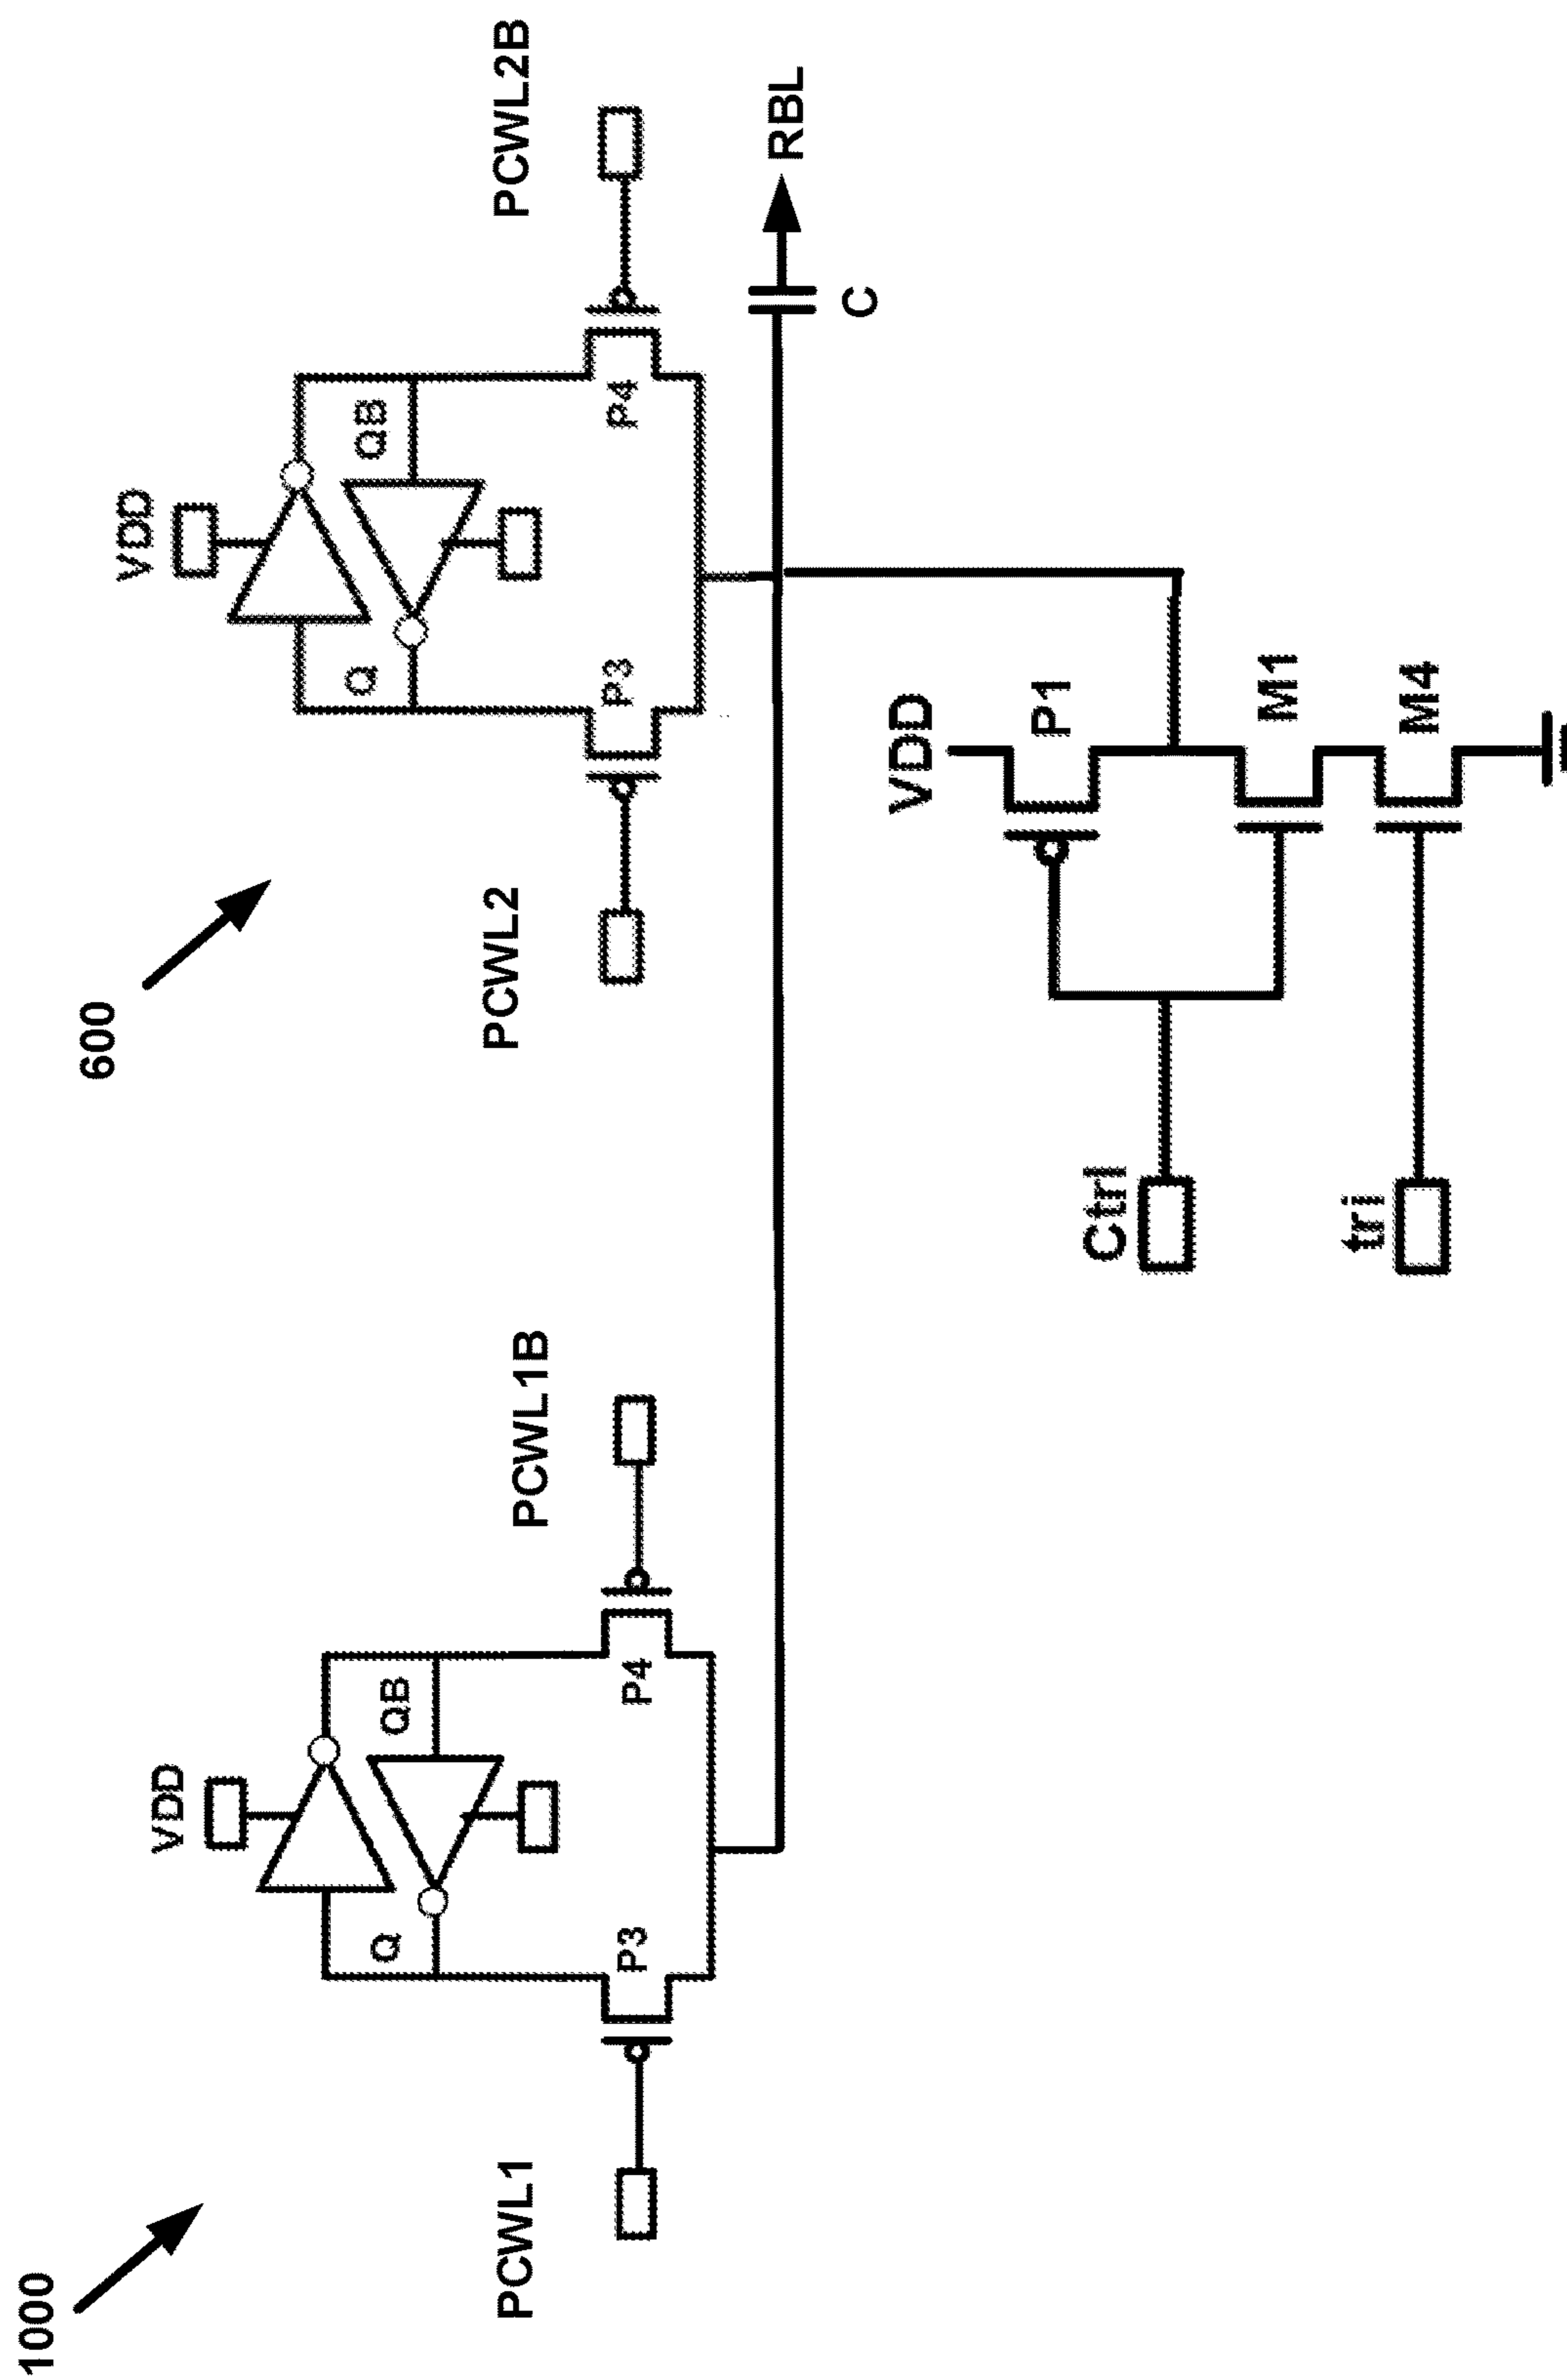 1000
600
VDD
VDD
Q
QB
Q
QB
PCWL1
P3
P4
PCWL1B
PCWL2
P3
P4
PCWL2B
RBL
C
VDD
P1
Ctrl
M1
tri
M4